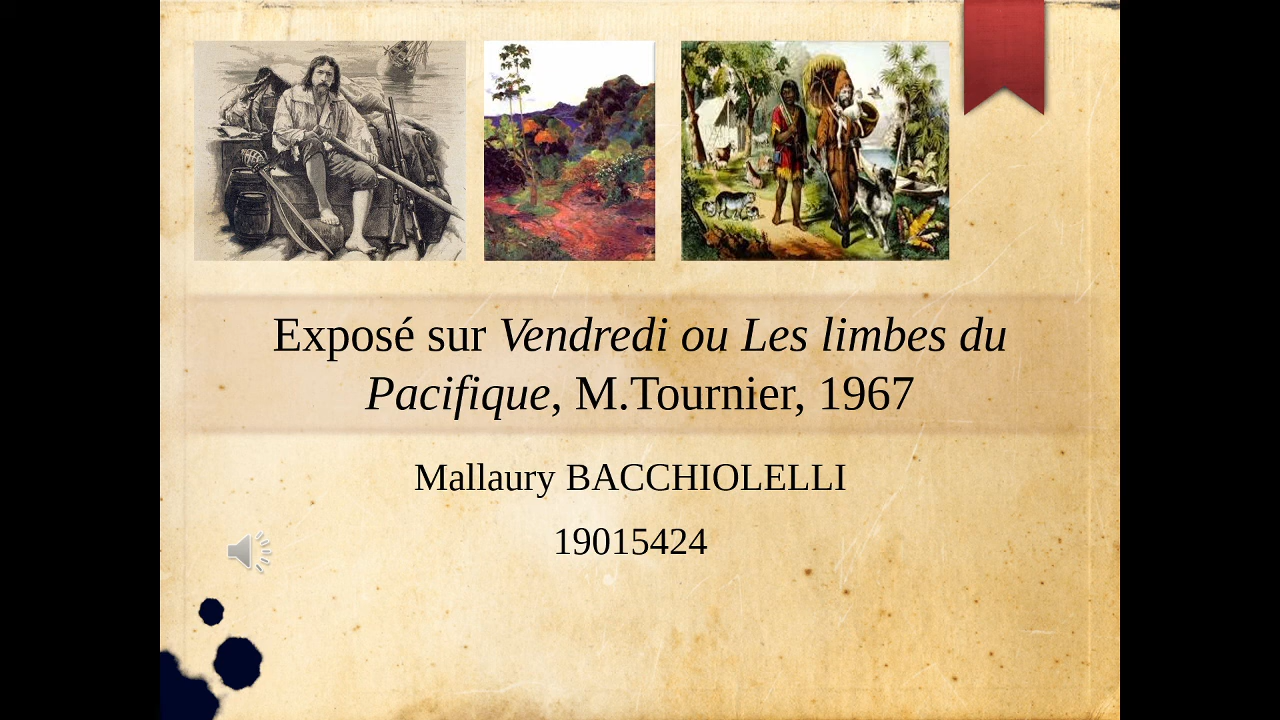 Exposé sur Vendredi ou Les limbes du
Pacifique, M.Tournier, 1967
Mallaury BACCHIOLELLI
19015424